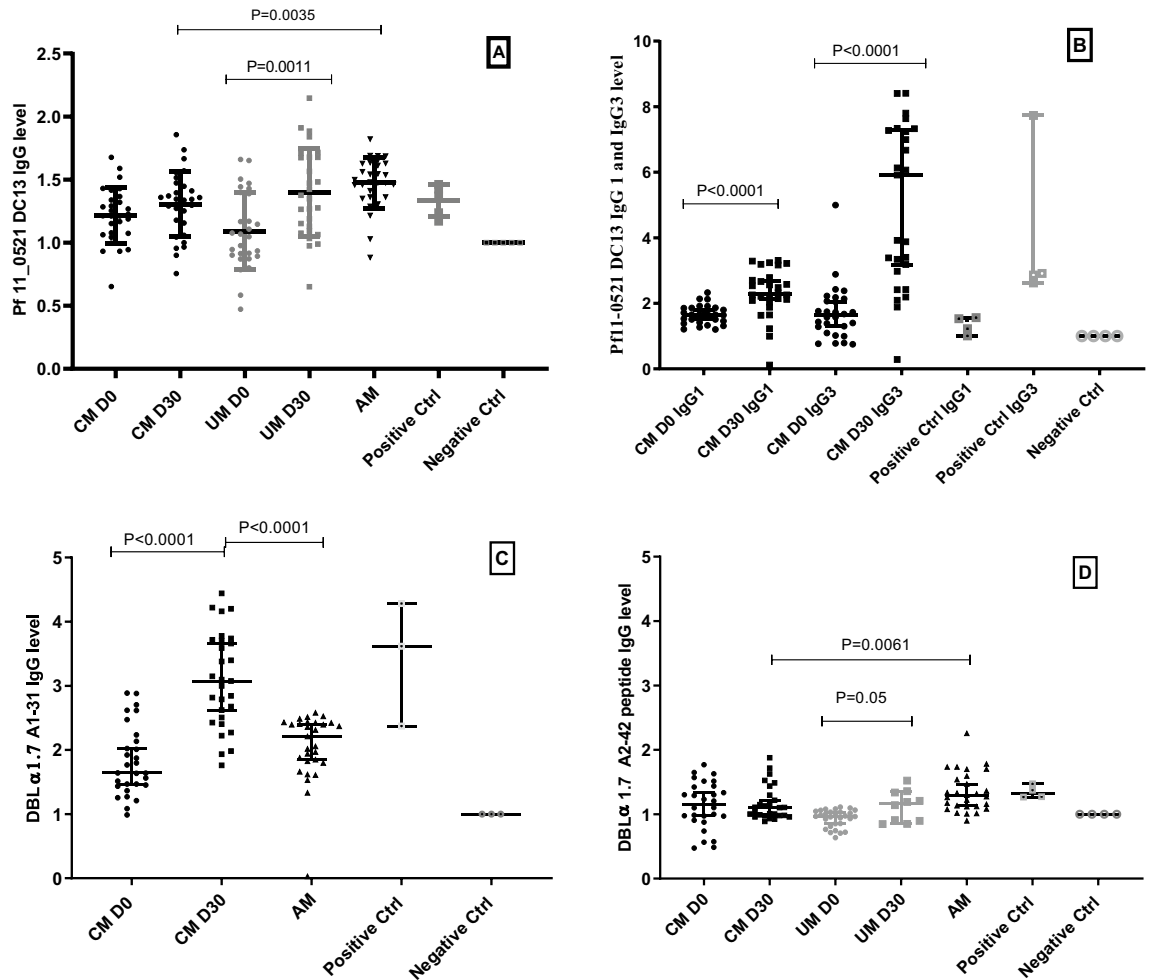 P=0.0035
P=0.0011
A
Pf 11_0521 DC13 IgG level
2.5
2.0
1.5
1.0
0.5
0.0
CM D0
CM D30
UM D0
UM D30
AM
Positive Ctrl
Negative Ctrl
B
P<0.0001
P<0.0001
Pf11-0521 DC13 IgG 1 and IgG3 level
10
8
6
4
2
0
CM D0 IgG1
CM D30 IgG1
CM D0 IgG3
CM D30 IgG3
Positive Ctrl IgG1
Positive Ctrl IgG3
Negative Ctrl
P<0.0001
P<0.0001
C
DBLα1.7 A1-31 IgG level
5
4
3
2
1
0
CM D0
CM D30
AM
Positive Ctrl
Negative Ctrl
D
P=0.0061
P=0.05
DBLα 1.7 A2-42 peptide IgG level
5
4
3
2
1
0
CM D0
CM D30
UM D0
UM D30
AM
Positive Ctrl
Negative Ctrl